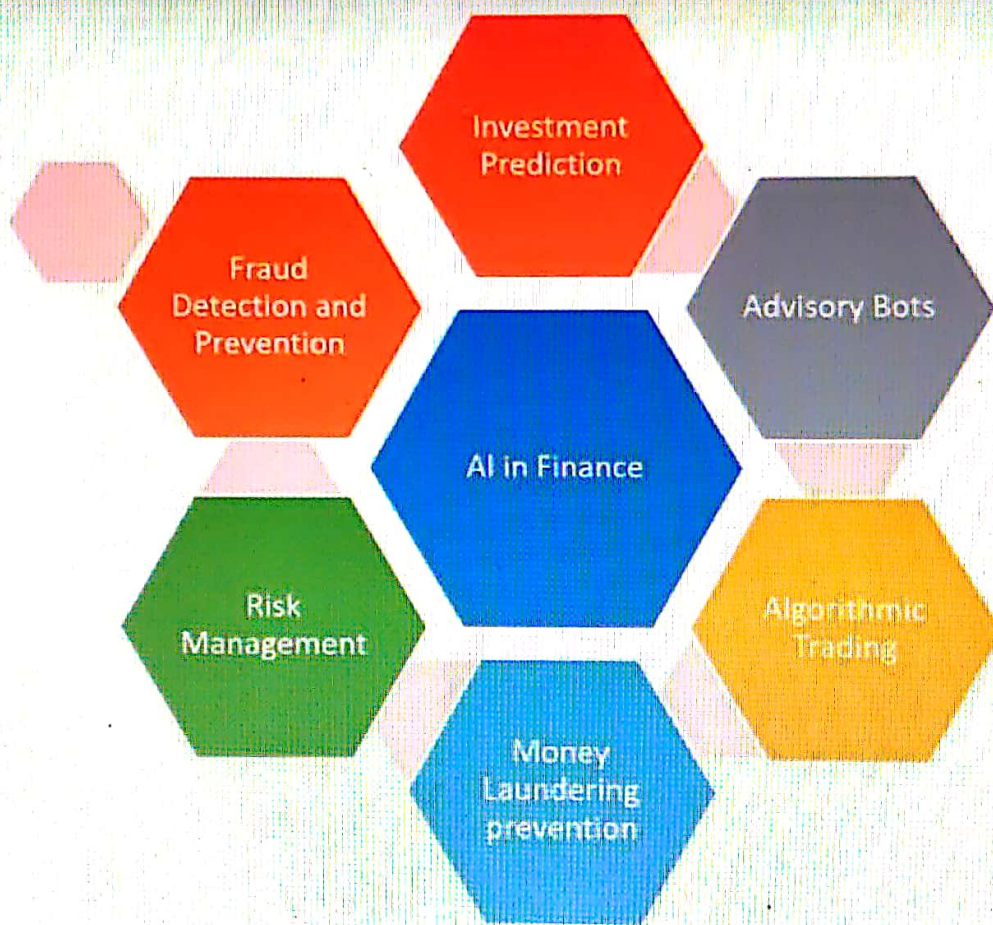 Investment
Prediction
Fraud
Detection and
Prevention
Advisory Bots
AI in Finance
Risk
Management
Algorithmic
Trading
Money
Laundering
prevention